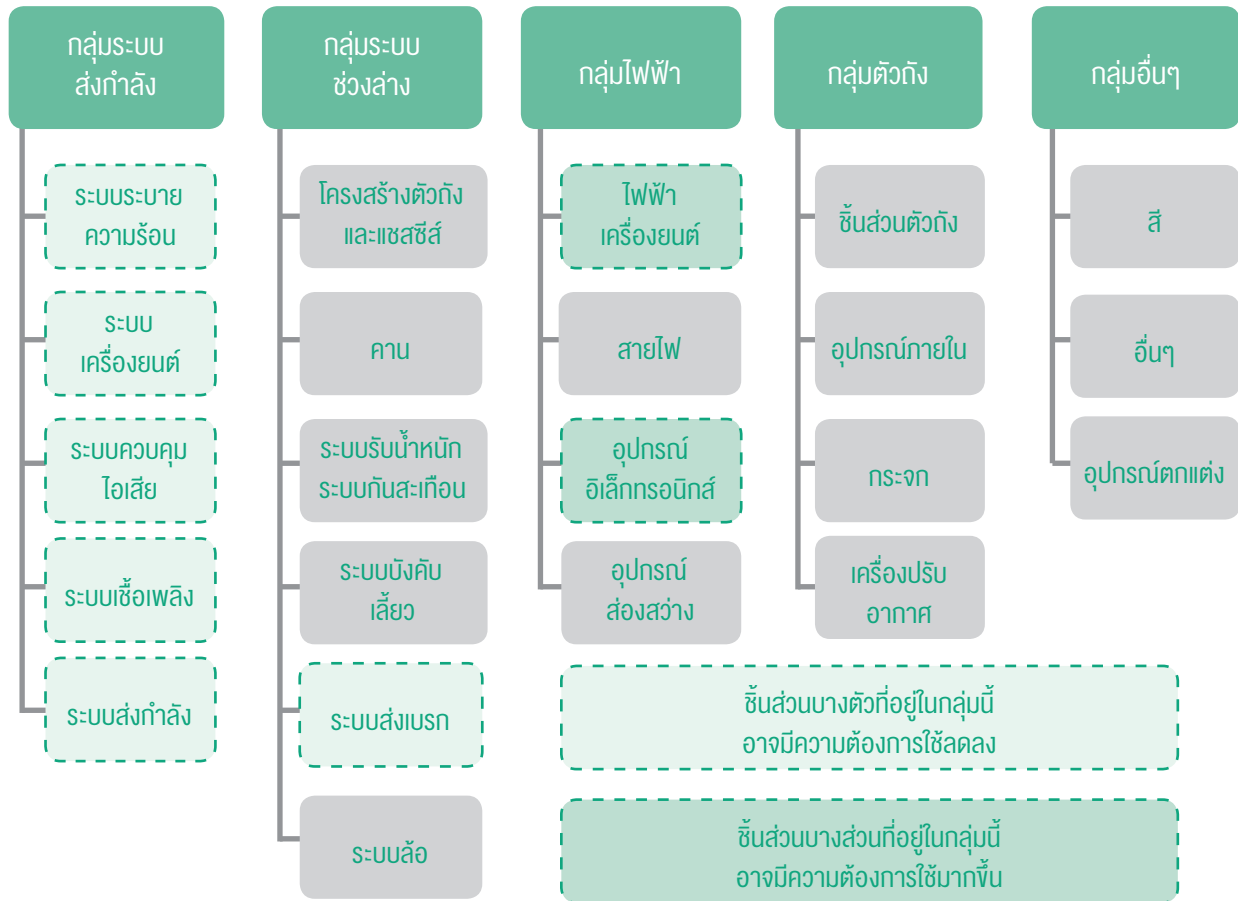 กลุ่มระบบ
ส่งกำลัง
ระบบระบาย
ความร้อน
ระบบ
เครื่องยนต์
ระบบควบคุม
ไอเสีย
ระบบเชื้อเพลิง
ระบบส่งกำลัง
กลุ่มระบบ
ช่วงล่าง
โครงสร้างตัวถัง
และแชสซีส์
คาน
ระบบรับน้ำหนัก
ระบบกันสะเทือน
ระบบบังคับ
เลี้ยว
ระบบส่งเบรก
ระบบล้อ
กลุ่มไฟฟ้า
ไฟฟ้า
เครื่องยนต์
สายไฟ
อุปกรณ์
อิเล็กทรอนิกส์
อุปกรณ์
ส่องสว่าง
กลุ่มตัวถัง
ชิ้นส่วนตัวถัง
อุปกรณ์ภายใน
กระจก
เครื่องปรับ
อากาศ
กลุ่มอื่นๆ
สี
อื่นๆ
อุปกรณ์ตกแต่ง
ชิ้นส่วนบางตัวที่อยู่ในกลุ่มนี้
อาจมีความต้องการใช้ลดลง
ชิ้นส่วนบางส่วนที่อยู่ในกลุ่มนี้
อาจมีความต้องการใช้มากขึ้น